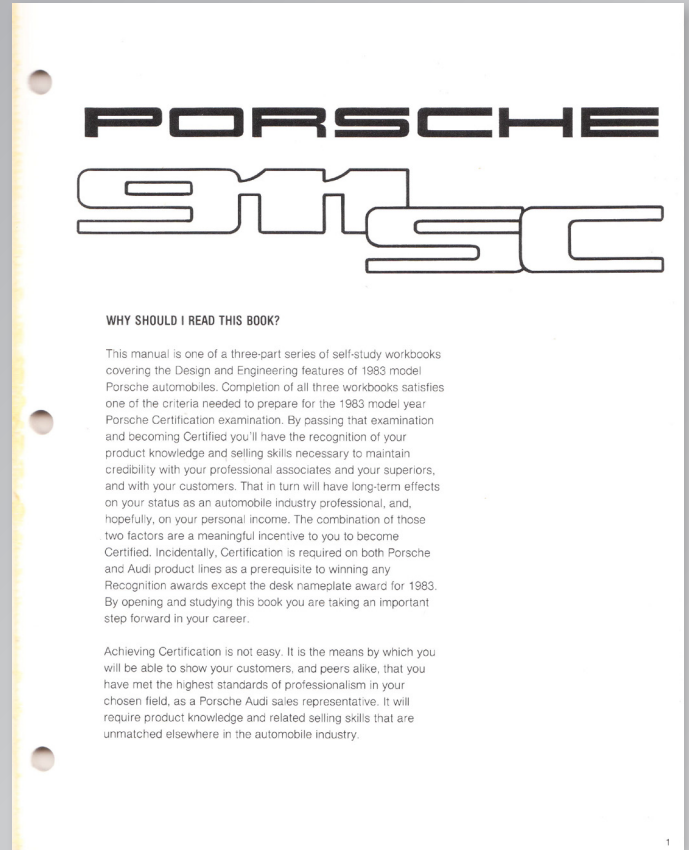 PORSCHE
911 SC
WHY SHOULD I READ THIS BOOK?
This manual is one of a three-part series of self-study workbooks
covering the Design and Engineering features of 1983 model
Porsche automobiles. Completion of all three workbooks satisfies
one of the criteria needed to prepare for the 1983 model year
Porsche Certification examination. By passing that examination
and becoming Certified you'll have the recognition of your
product knowledge and selling skills necessary to maintain
credibility with your professional associates and your superiors,
and with your customers. That in turn will have long-term effects
on your status as an automobile industry professional, and,
hopefully, on your personal income. The combination of those
two factors are a meaningful incentive to you to become
Certified. Incidentally, Certification is required on both Porsche
and Audi product lines as a prerequisite to winning any
Recognition awards except the desk nameplate award for 1983.
By opening and studying this book you are taking an important
step forward in your career.
Achieving Certification is not easy. It is the means by which you
will be able to show your customers, and peers alike, that you
have met the highest standards of professionalism in your
chosen field, as a Porsche Audi sales representative. It will
require product knowledge and related selling skills that are
unmatched elsewhere in the automobile industry.
1